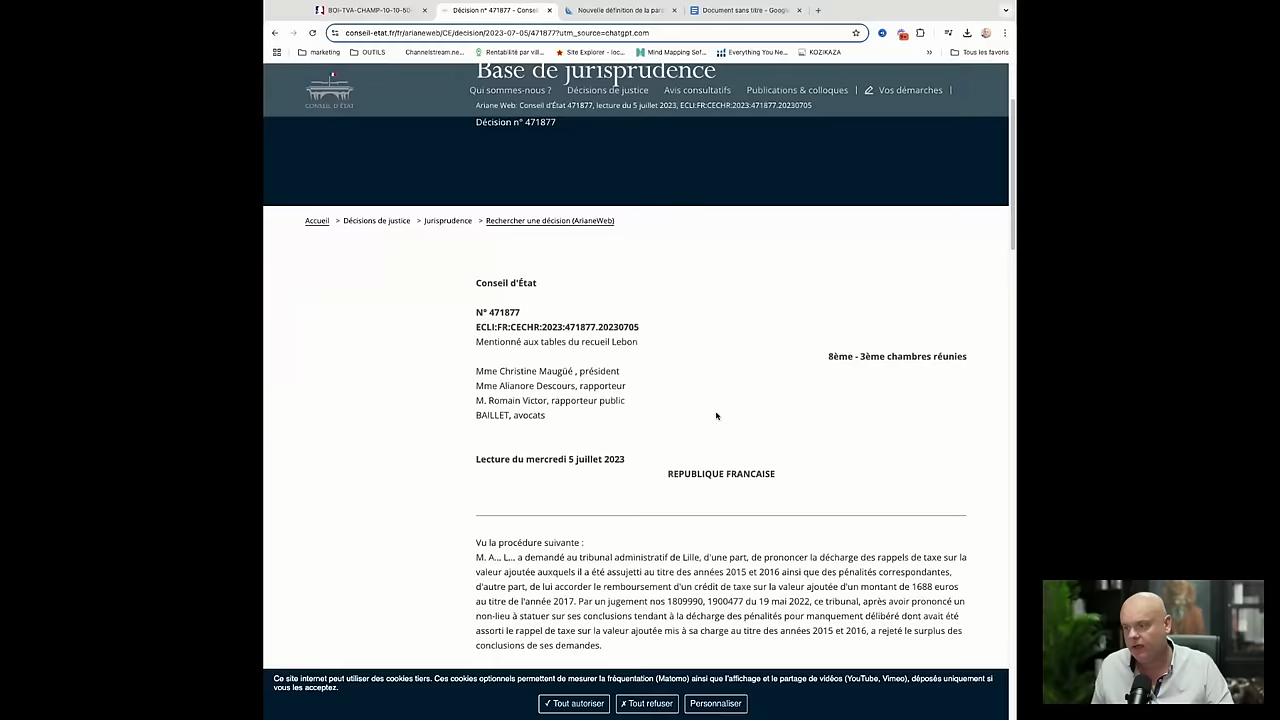 BOI-TVA-CHAMP-10-10-50-
Décision n° 471877 - Consei
Nouvelle définition de la para
Document sans titre - Google
conseil-etat.fr/fr/arianeweb/CE/decision/2023-07-05/471877?utm_source=chatgpt.com
marketing
OUTILS
Channelstream.ne...
Rentabilité par vill...
Site Explorer - loc...
Mind Mapping Sof...
Everything You Ne...
KOZIKAZA
»
Tous les favoris
Base de jurisprudence
CONSEIL D'ÉTAT
Qui sommes-nous ? Décisions de justice Avis consultatifs Publications & colloques | Vos démarches |
Ariane Web: Conseil d'État 471877, lecture du 5 juillet 2023, ECLI:FR:CECHR:2023:471877.20230705
Décision n° 471877
Accueil > Décisions de justice > Jurisprudence > Rechercher une décision (ArianeWeb)
Conseil d'État
N° 471877
ECLI:FR:CECHR:2023:471877.20230705
Mentionné aux tables du recueil Lebon
8ème - 3ème chambres réunies
Mme Christine Maugüé , président
Mme Alianore Descours, rapporteur
M. Romain Victor, rapporteur public
BAILLET, avocats
Lecture du mercredi 5 juillet 2023
REPUBLIQUE FRANCAISE
Vu la procédure suivante :
M. A... L... a demandé au tribunal administratif de Lille, d'une part, de prononcer la décharge des rappels de taxe sur la
valeur ajoutée auxquels il a été assujetti au titre des années 2015 et 2016 ainsi que des pénalités correspondantes,
d'autre part, de lui accorder le remboursement d'un crédit de taxe sur la valeur ajoutée d'un montant de 1688 euros
au titre de l'année 2017. Par un jugement nos 1809990, 1900477 du 19 mai 2022, ce tribunal, après avoir prononcé un
non-lieu à statuer sur ses conclusions tendant à la décharge des pénalités pour manquement délibéré dont avait été
assorti le rappel de taxe sur la valeur ajoutée mis à sa charge au titre des années 2015 et 2016, a rejeté le surplus des
conclusions de ses demandes.
Ce site internet peut utiliser des cookies tiers. Ces cookies optionnels permettent de mesurer la fréquentation (Matomo) ainsi que l'affichage et le partage de vidéos (YouTube, Vimeo), déposés uniquement si
vous les acceptez.
✓ Tout autoriser
✗ Tout refuser
Personnaliser